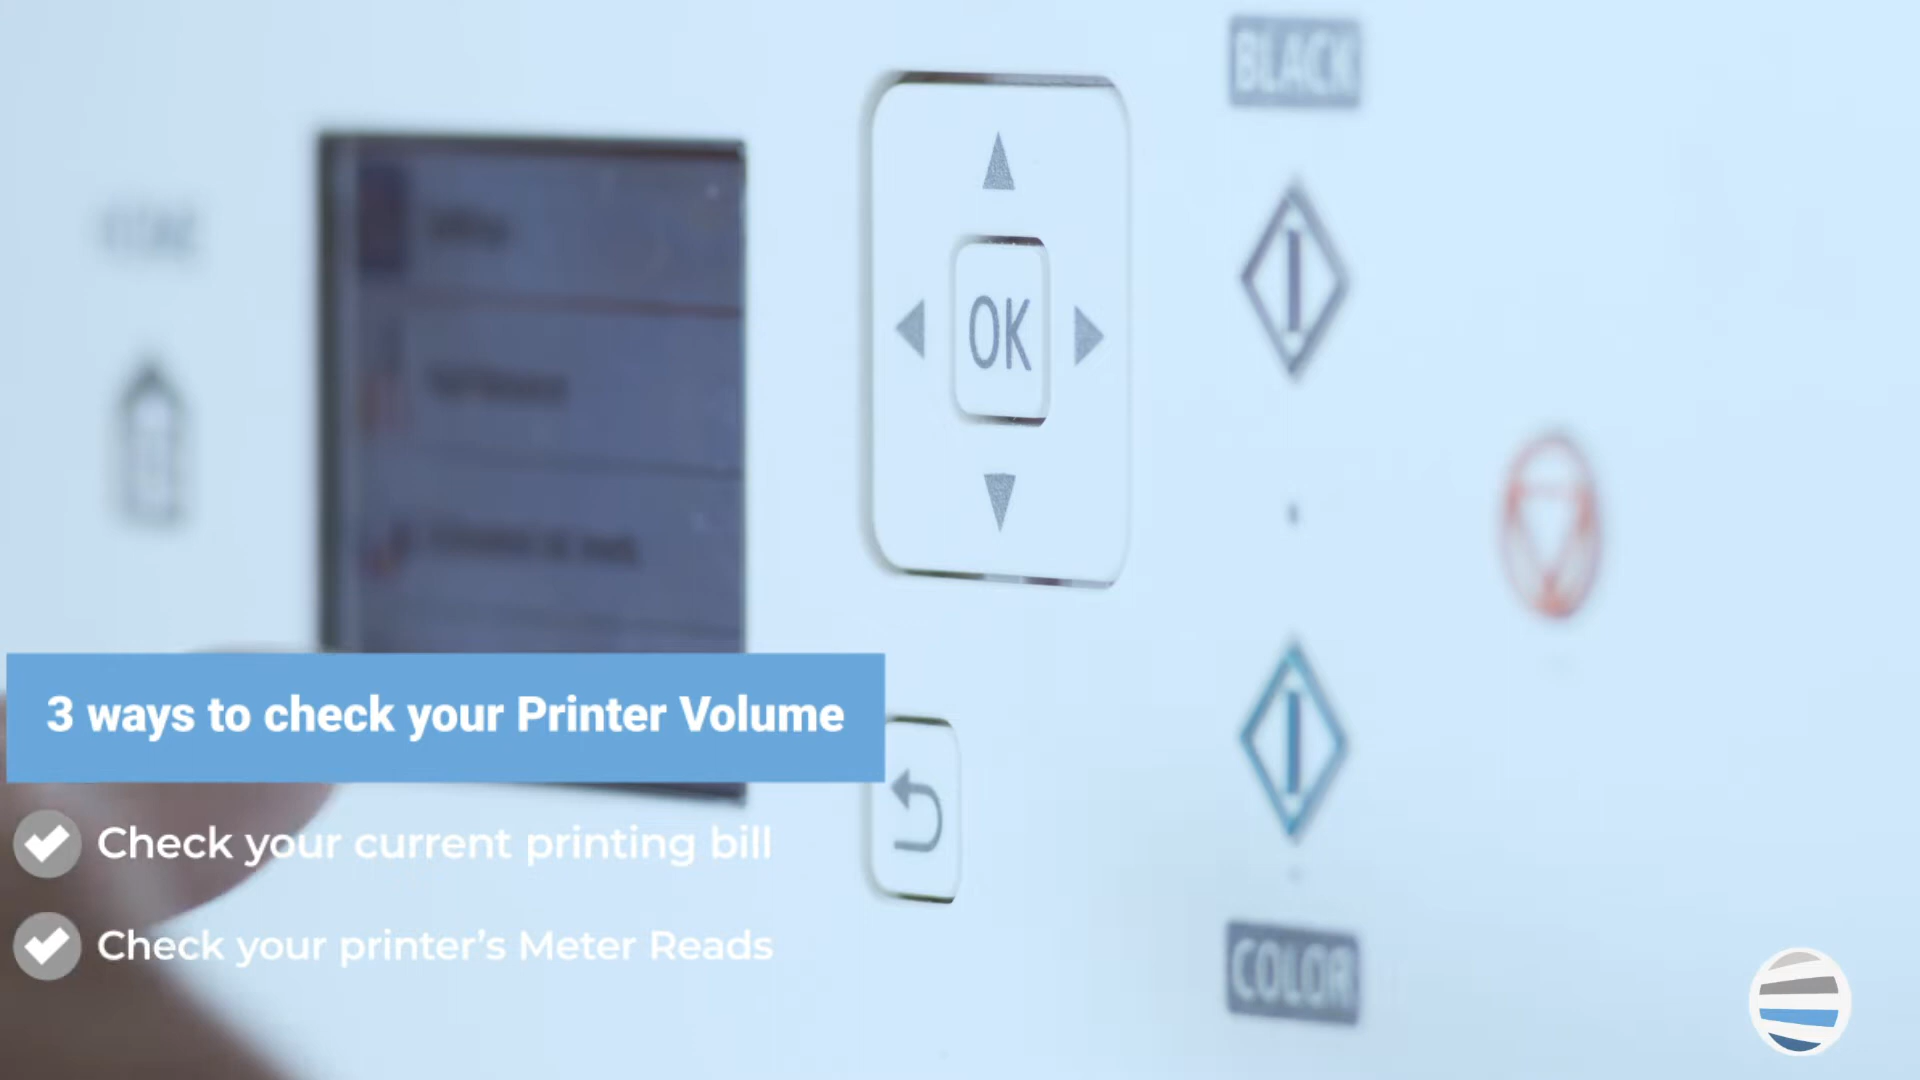 BLACK
OK
3 ways to check your Printer Volume
Check your current printing bill
Check your printer's Meter Reads
COLOR